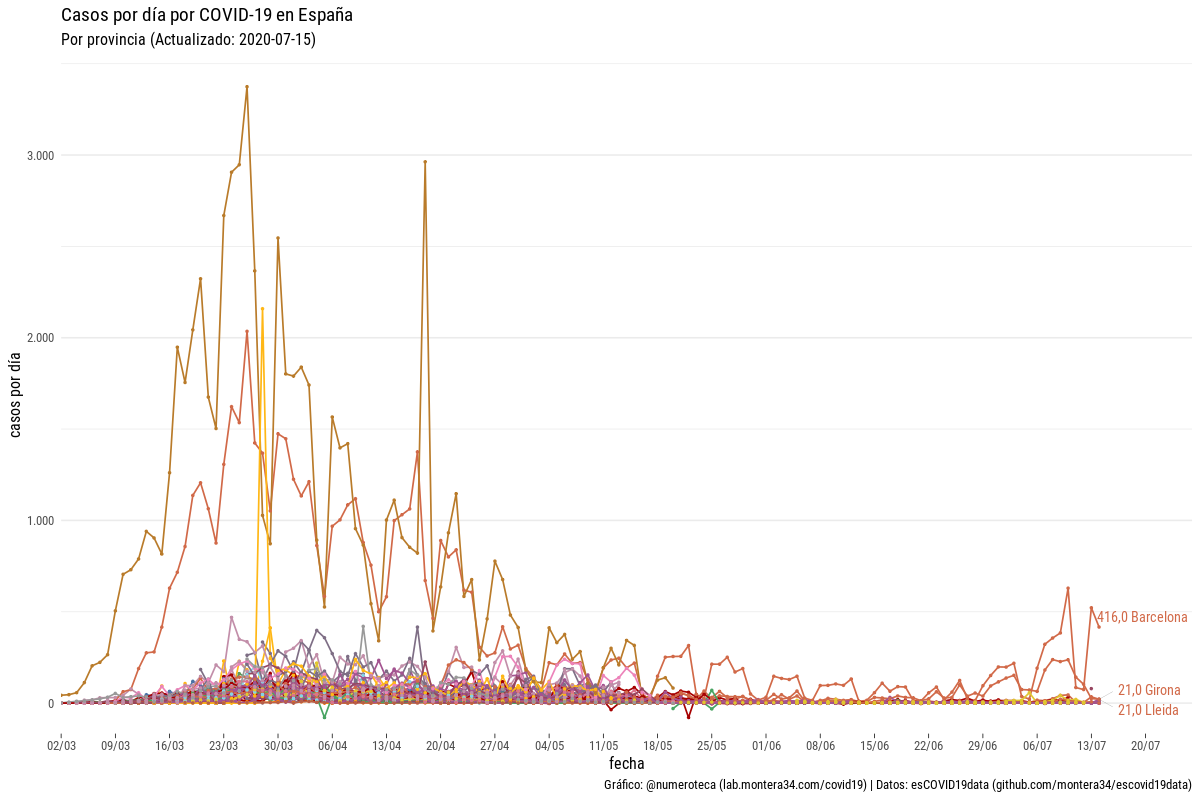 Casos por día por COVID-19 en España
Por provincia (Actualizado: 2020-07-15)
casos por día
3.000
2.000
1.000
0
416,0 Barcelona
21,0 Girona
21,0 Lleida
02/03 09/03 16/03 23/03 30/03 06/04 13/04 20/04 27/04 04/05 11/05 18/05 25/05 01/06 08/06 15/06 22/06 29/06 06/07 13/07 20/07
fecha
Gráfico: @numeroteca (lab.montera34.com/covid19) | Datos: esCOVID19data (github.com/montera34/escovid19data)